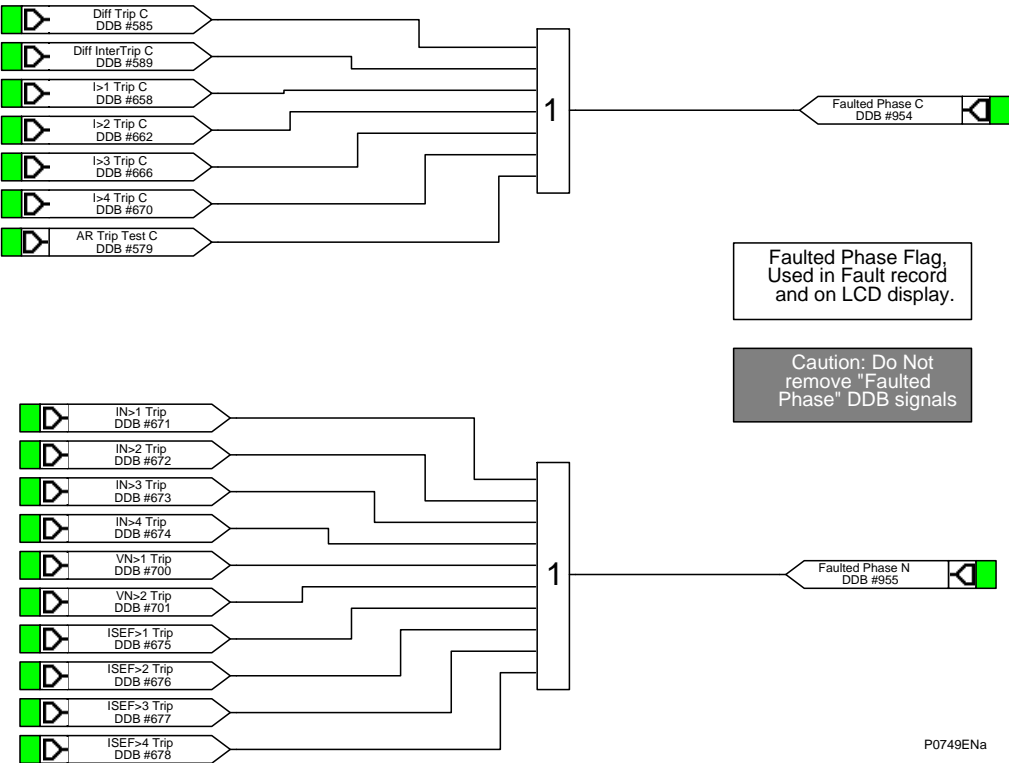 Diff Trip C
DDB #585
Diff InterTrip C
DDB #589
I>1 Trip C
DDB #658
I>2 Trip C
DDB #662
I>3 Trip C
DDB #666
I>4 Trip C
DDB #670
AR Trip Test C
DDB #579
1
Faulted Phase C
DDB #954
Faulted Phase Flag,
Used in Fault record
and on LCD display.
Caution: Do Not
remove "Faulted
Phase" DDB signals
IN>1 Trip
DDB #671
IN>2 Trip
DDB #672
IN>3 Trip
DDB #673
IN>4 Trip
DDB #674
VN>1 Trip
DDB #700
VN>2 Trip
DDB #701
ISEF>1 Trip
DDB #675
ISEF>2 Trip
DDB #676
ISEF>3 Trip
DDB #677
ISEF>4 Trip
DDB #678
1
Faulted Phase N
DDB #955
P0749ENa